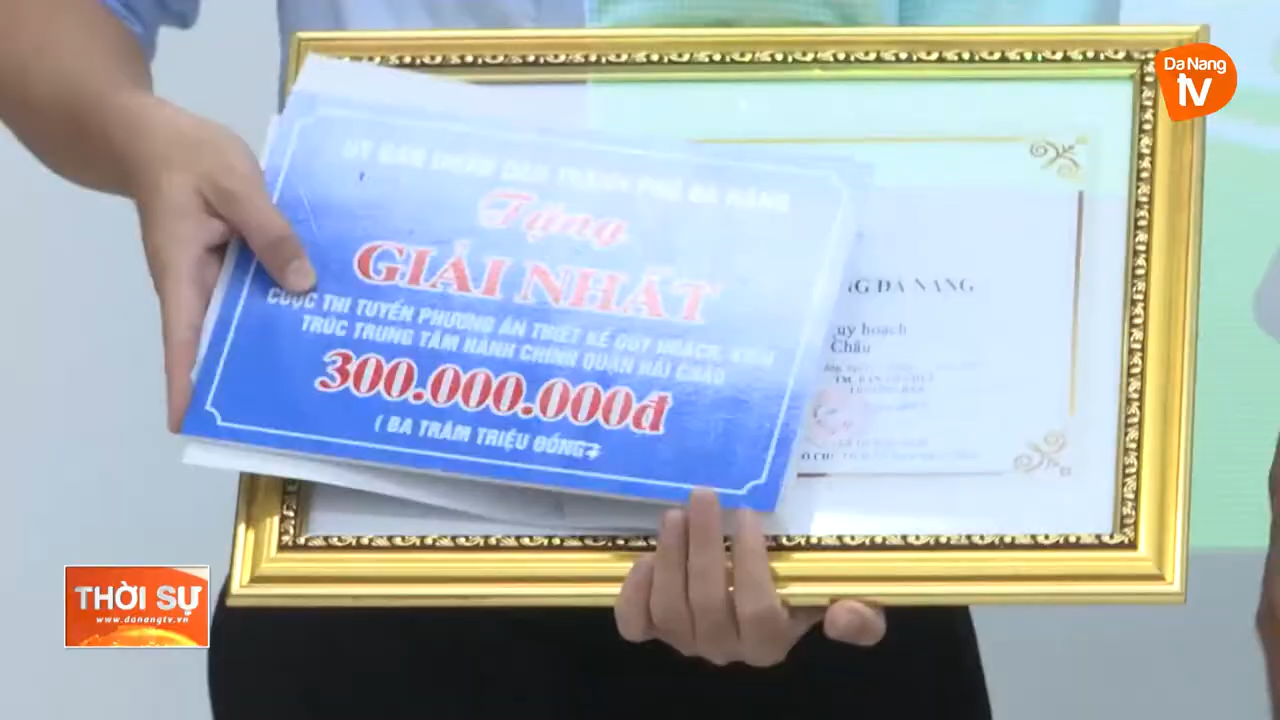 Da Nang
tv
ỦY BAN NHÂN DÂN THÀNH PHỐ ĐÀ NẴNG
Tặng
GIẢI NHẤT
CUỘC THI TUYỂN PHƯƠNG ÁN THIẾT KẾ QUY HOẠCH, KIẾN
TRÚC TRUNG TÂM HÀNH CHÍNH QUẬN HẢI CHÂU
300.000.000đ
( BA TRĂM TRIỆU ĐỒNG
NG ĐÀ NẴNG
uy hoạch
Châu
THỜI SỰ
www.danangtv.vn